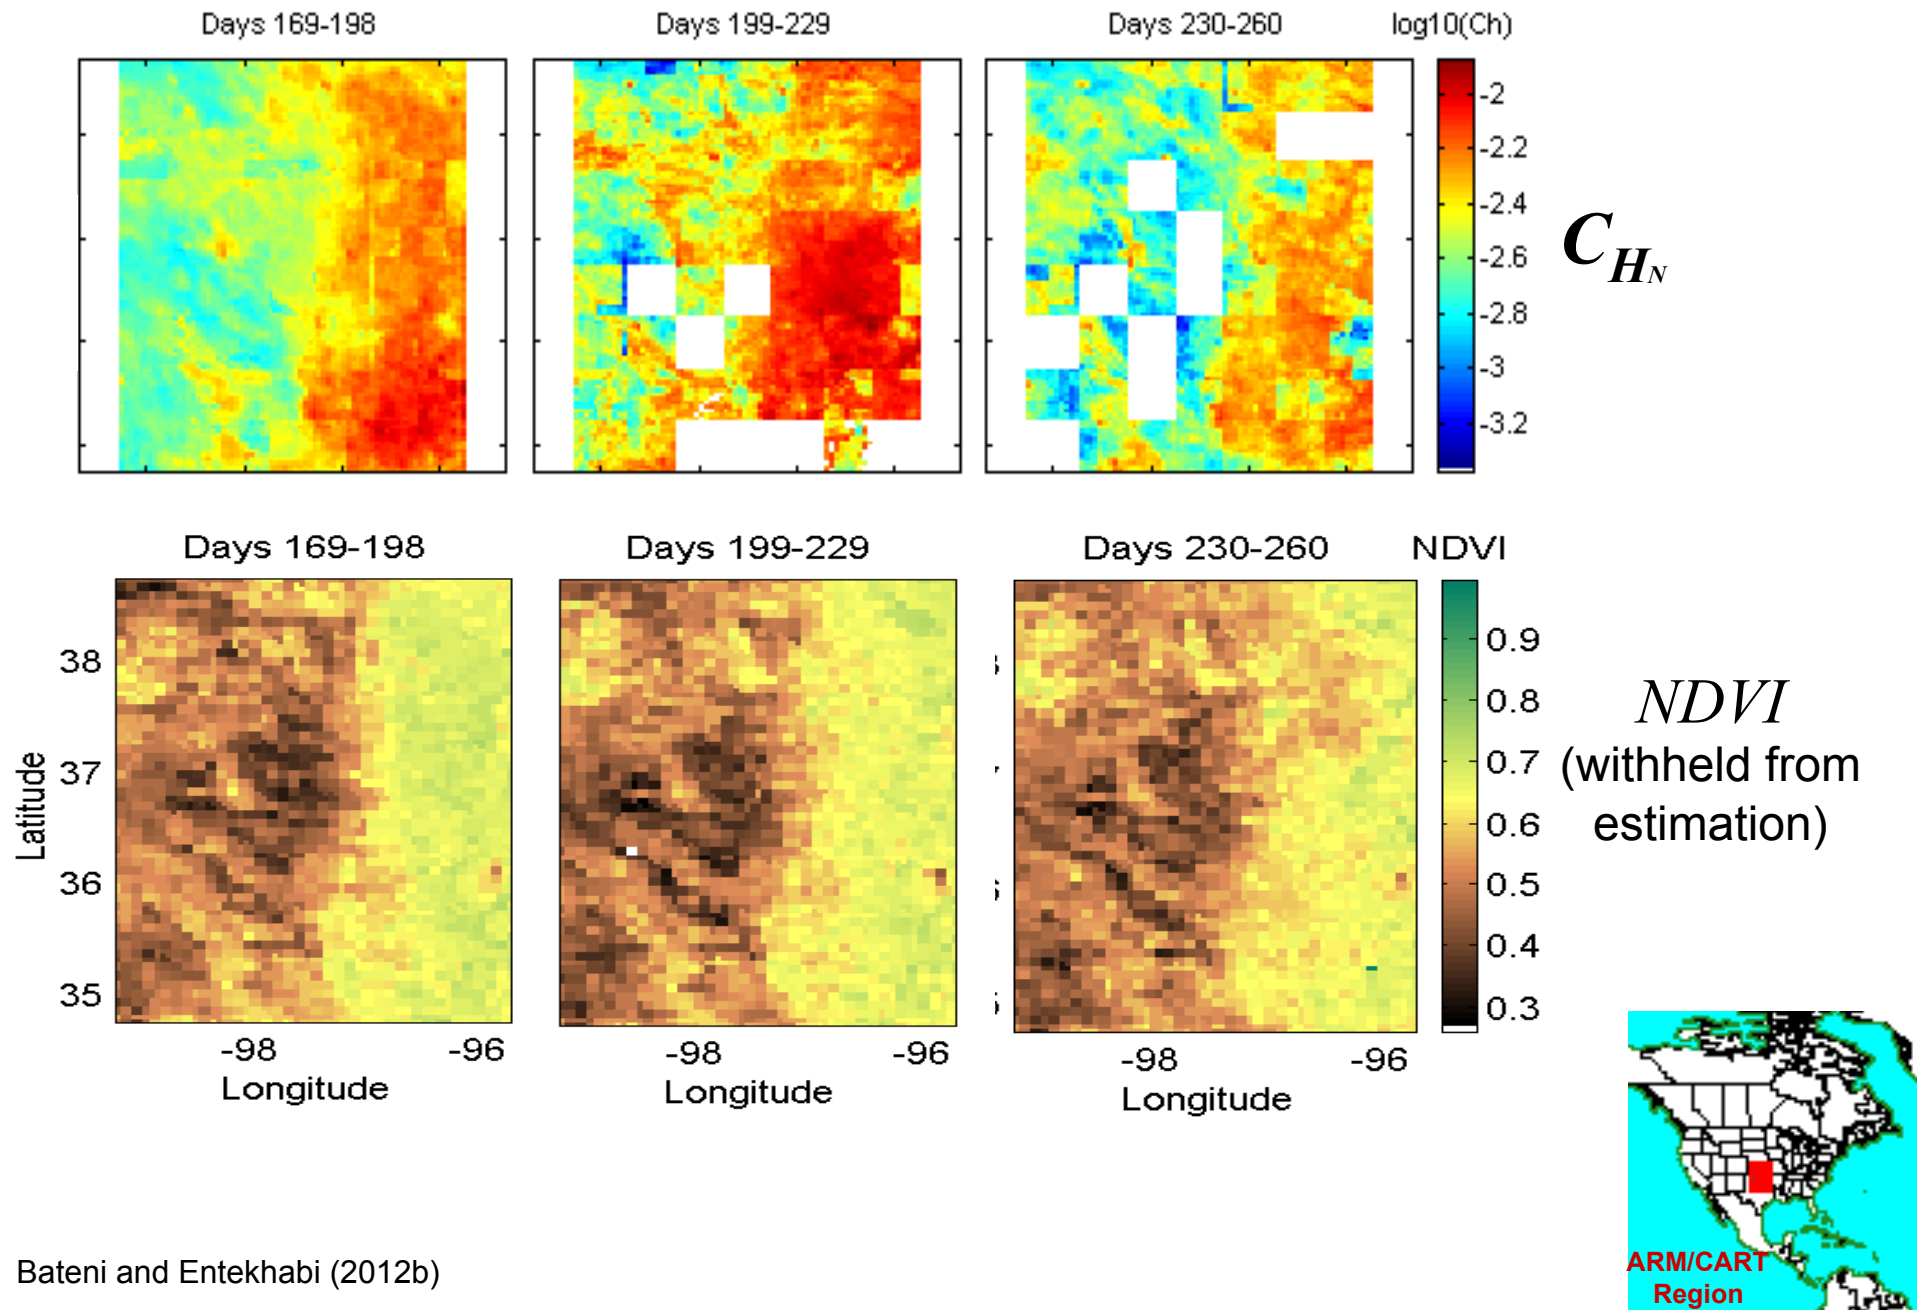 Days 169-198
Days 199-229
Days 230-260
log10(Ch)
-2
-2.2
-2.4
-2.6
-2.8
-3
-3.2
C_{H_N}
Days 169-198
Days 199-229
Days 230-260
NDVI
38
37
36
35
Latitude
-98
-96
Longitude
-98
-96
Longitude
-98
-96
Longitude
0.9
0.8
0.7
0.6
0.5
0.4
0.3
NDVI
(withheld from
estimation)
ARM/CART
Region
Bateni and Entekhabi (2012b)